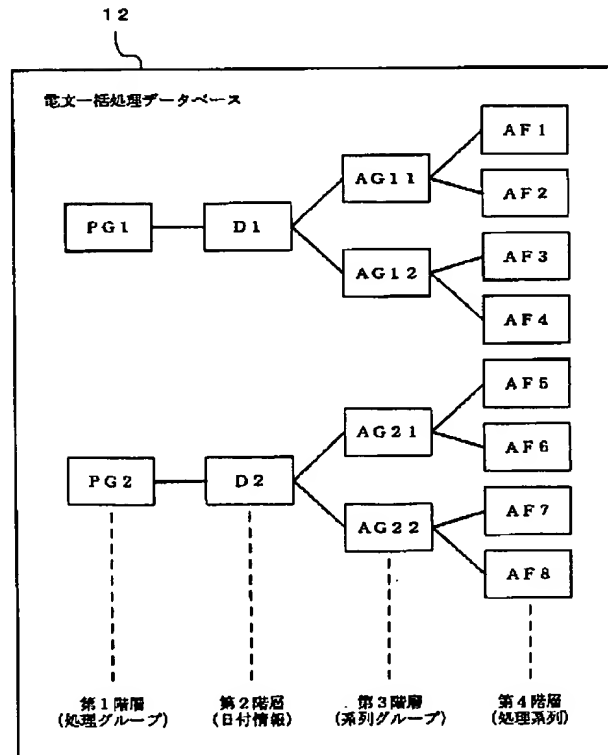 12
電文一括処理データベース
AF1
AG11
AF2
PG1
D1
AF3
AG12
AF4
AF5
AG21
AF6
PG2
D2
AF7
AG22
AF8
第1階層
(処理グループ)
第2階層
(日付情報)
第3階層
(系列グループ)
第4階層
(処理系列)